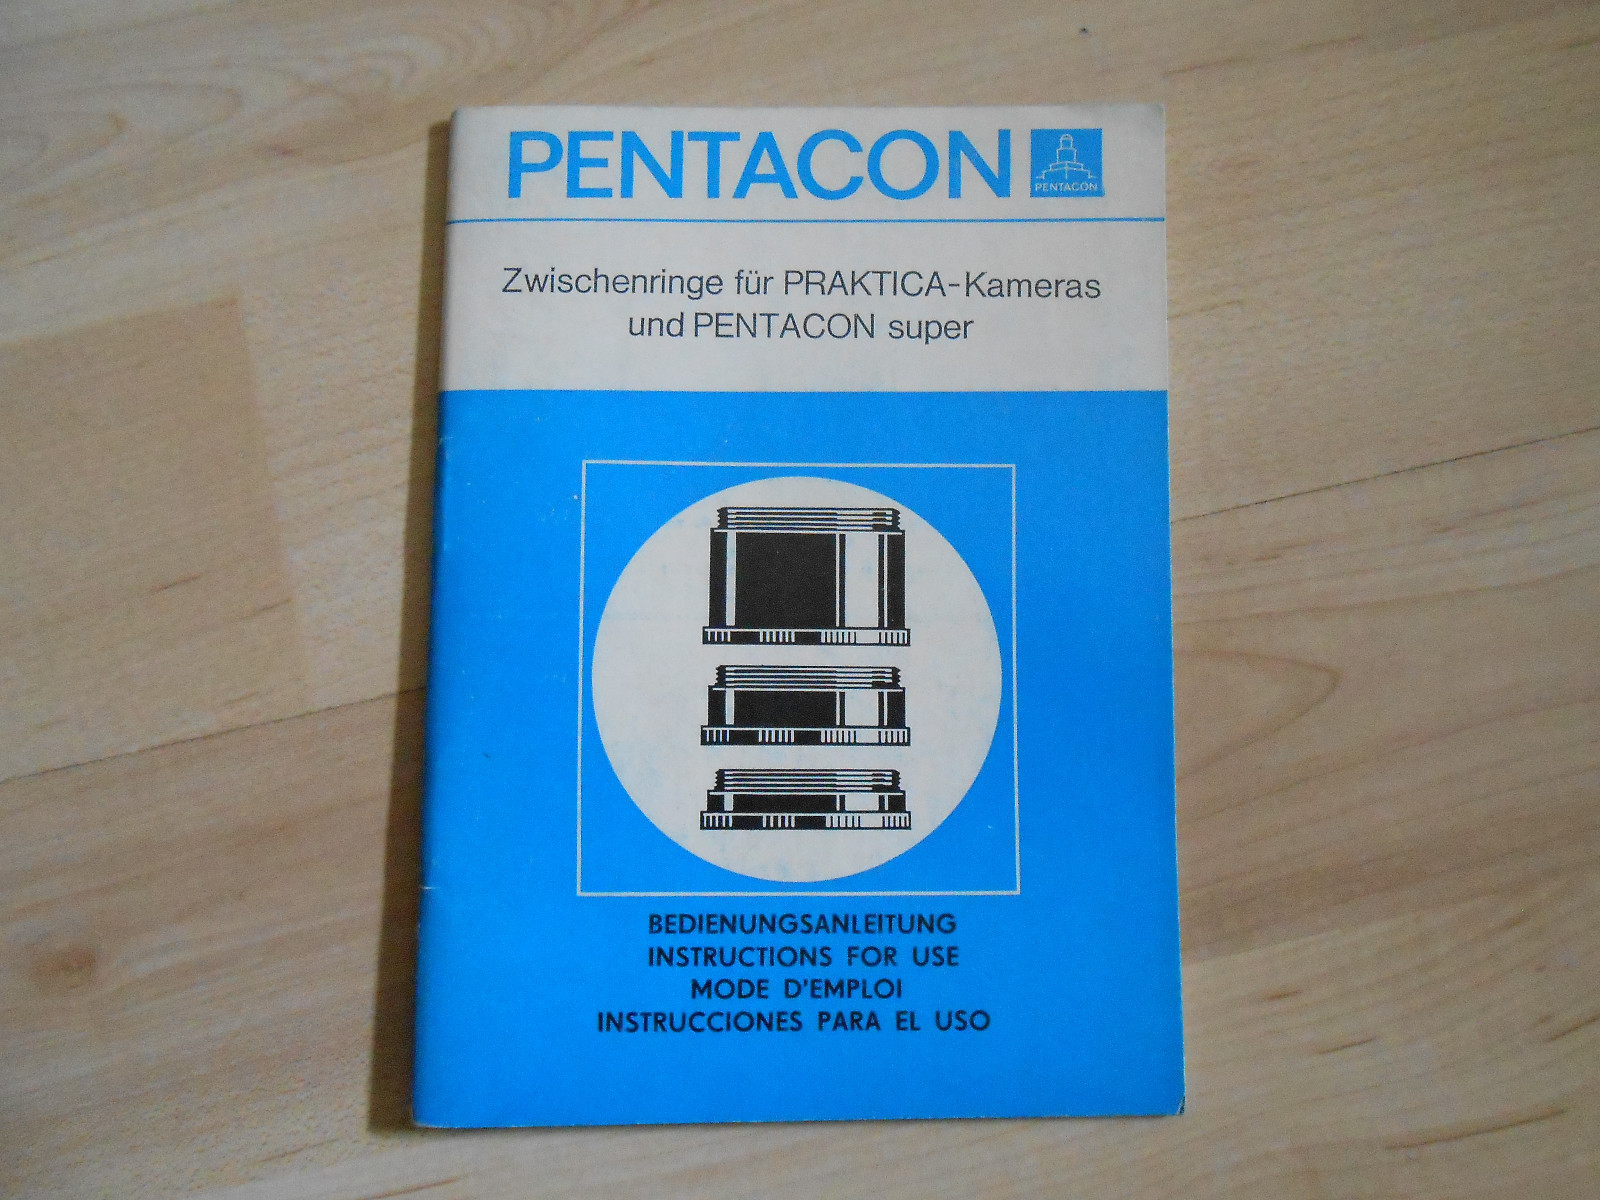 PENTACON
PENTACON
Zwischenringe für PRAKTICA-Kameras
und PENTACON super
BEDIENUNGSANLEITUNG
INSTRUCTIONS FOR USE
MODE D'EMPLOI
INSTRUCCIONES PARA EL USO